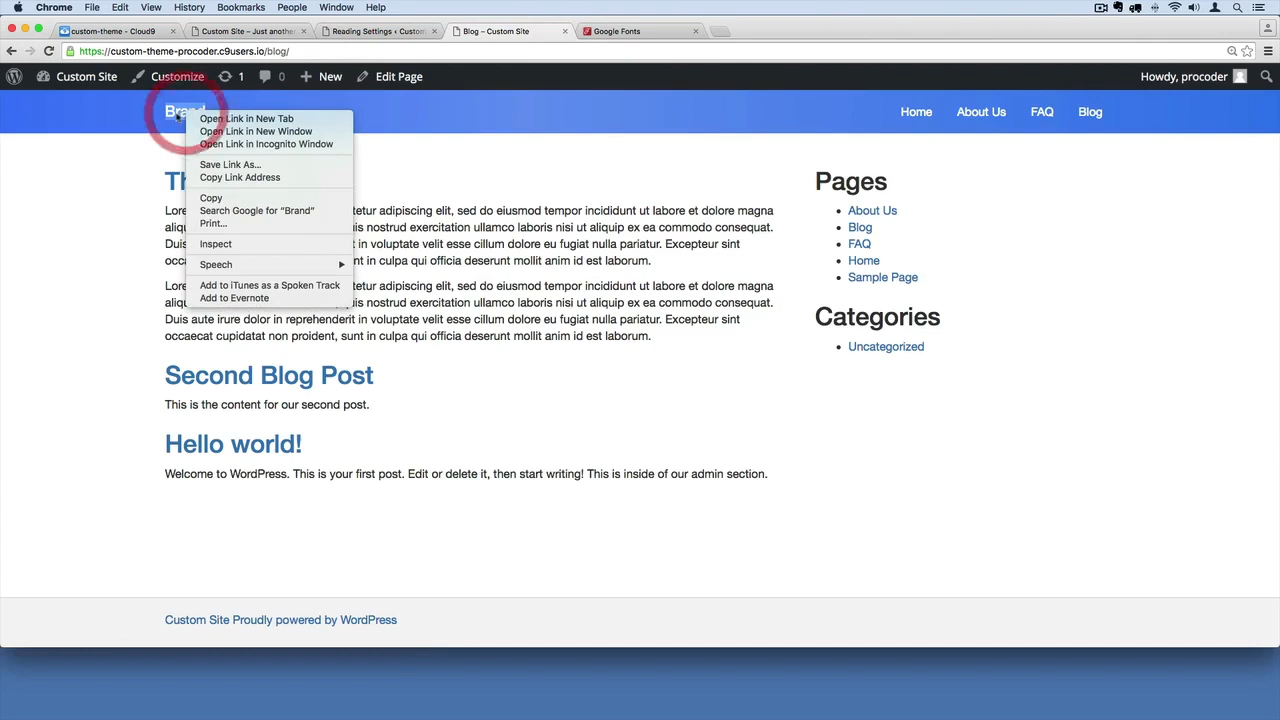 Chrome File Edit View History Bookmarks People Window Help
custom-theme - Cloud9
Custom Site – Just anothe
Reading Settings ‹ Custom
Blog – Custom Site
Google Fonts
https://custom-theme-procoder.c9users.io/blog/
Custom Site Customize 1 0 New Edit Page Howdy, procoder
Brand Home About Us FAQ Blog
Open Link in New Tab
Open Link in New Window
Open Link in Incognito Window
Save Link As...
Copy Link Address
Copy
Search Google for “Brand”
Print...
Inspect
Speech
Add to iTunes as a Spoken Track
Add to Evernote
Th
Lore tetur adipiscing elit, sed do eiusmod tempor incididunt ut labore et dolore magna
aliqu nostrud exercitation ullamco laboris nisi ut aliquip ex ea commodo consequat.
Duis in voluptate velit esse cillum dolore eu fugiat nulla pariatur. Excepteur sint
occa nt in culpa qui officia deserunt mollit anim id est laborum.
Lore tetur adipiscing elit, sed do eiusmod tempor incididunt ut labore et dolore magna
aliqu nostrud exercitation ullamco laboris nisi ut aliquip ex ea commodo consequat.
Duis aute irure dolor in reprehenderit in voluptate velit esse cillum dolore eu fugiat nulla pariatur. Excepteur sint
occaecat cupidatat non proident, sunt in culpa qui officia deserunt mollit anim id est laborum.
Second Blog Post
This is the content for our second post.
Hello world!
Welcome to WordPress. This is your first post. Edit or delete it, then start writing! This is inside of our admin section.
Pages
About Us
Blog
FAQ
Home
Sample Page
Categories
Uncategorized
Custom Site Proudly powered by WordPress